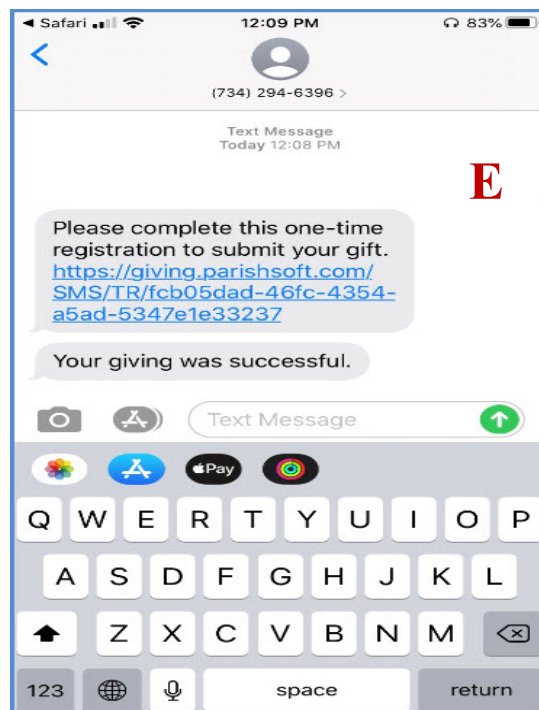 ◀ Safari 12:09 PM 83%
(734) 294-6396 >
Text Message
Today 12:08 PM
E
Please complete this one-time
registration to submit your gift.
https://giving.parishsoft.com/
SMS/TR/fcb05dad-46fc-4354-
a5ad-5347e1e33237
Your giving was successful.
Text Message
Pay
Q W E R T Y U I O P
A S D F G H J K L
Z X C V B N M
123 space return